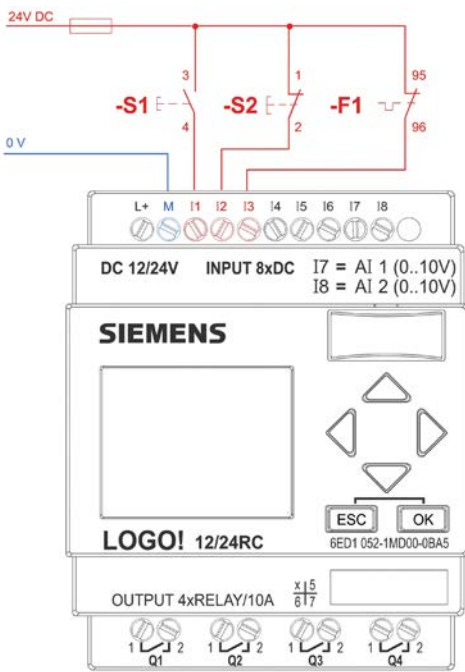 24V DC
3 1 95
-S1 -S2 -F1
4 2 96
0 V
L+ M I1 I2 I3 I4 I5 I6 I7 I8
DC 12/24V INPUT 8xDC I7 = AI 1 (0..10V)
I8 = AI 2 (0..10V)
SIEMENS
ESC OK
LOGO! 12/24RC 6ED1 052-1MD00-0BA5
OUTPUT 4xRELAY/10A
x 5
6 7
1 2 1 2 1 2 1 2
Q1 Q2 Q3 Q4